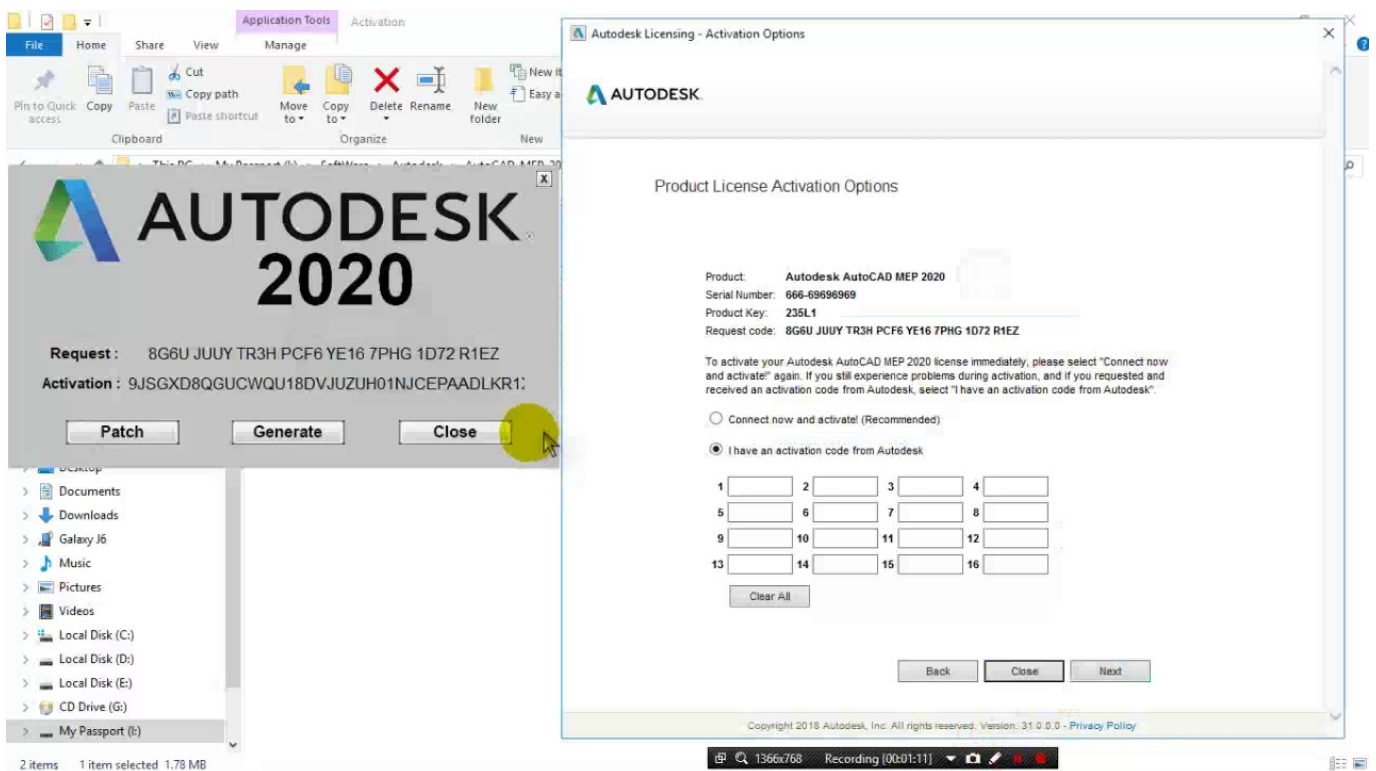 Application Tools Activation
File Home Share View Manage
Pin to Quick access
Copy
Paste
Cut
Copy path
Paste shortcut
Move to
Copy to
Delete
Rename
New folder
New it
Easy a
Clipboard Organize New
AUTODESK
2020
X
Request : 8G6U JUUY TR3H PCF6 YE16 7PHG 1D72 R1EZ
Activation : 9JSGXD8QGUCWQU18DVJUZUH01NJCEPAADLKR1
Patch Generate Close
Desktop
Documents
Downloads
Galaxy J6
Music
Pictures
Videos
Local Disk (C:)
Local Disk (D:)
Local Disk (E:)
CD Drive (G:)
My Passport (I:)
2 items 1 item selected 1.78 MB
Autodesk Licensing - Activation Options
AUTODESK
Product License Activation Options
Product: Autodesk AutoCAD MEP 2020
Serial Number: 666-69696969
Product Key: 235L1
Request code: 8G6U JUUY TR3H PCF6 YE16 7PHG 1D72 R1EZ
To activate your Autodesk AutoCAD MEP 2020 license immediately, please select "Connect now
and activate!" again. If you still experience problems during activation, and if you requested and
received an activation code from Autodesk, select "I have an activation code from Autodesk".
Connect now and activate! (Recommended)
I have an activation code from Autodesk
1 2 3 4
5 6 7 8
9 10 11 12
13 14 15 16
Clear All
Back Close Next
Copyright 2018 Autodesk, Inc. All rights reserved. Version: 31.0.0.0 - Privacy Policy
1366x768 Recording [00:01:11]